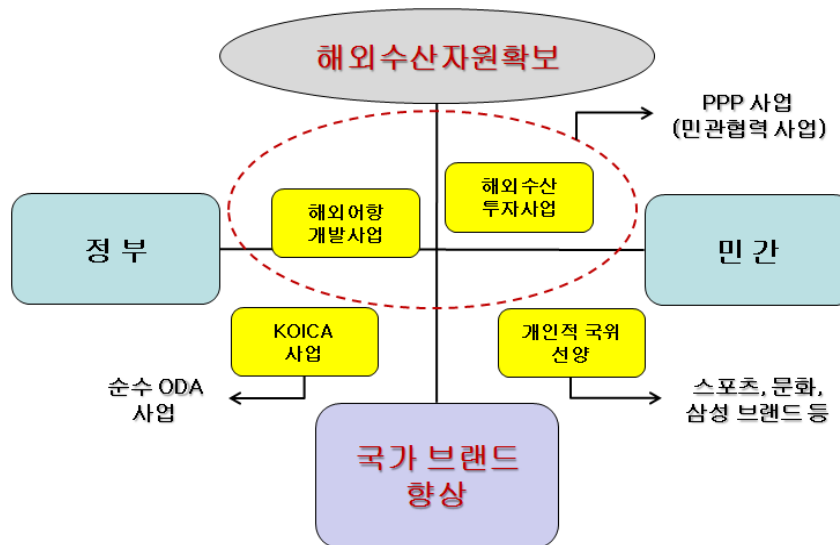 해외수산자원확보
PPP 사업
(민관협력 사업)
해외수산
투자사업
해외어항
개발사업
정 부
민 간
KOICA
사업
개인적 국위
선양
순수 ODA
사업
스포츠, 문화,
삼성 브랜드 등
국가 브랜드
향상